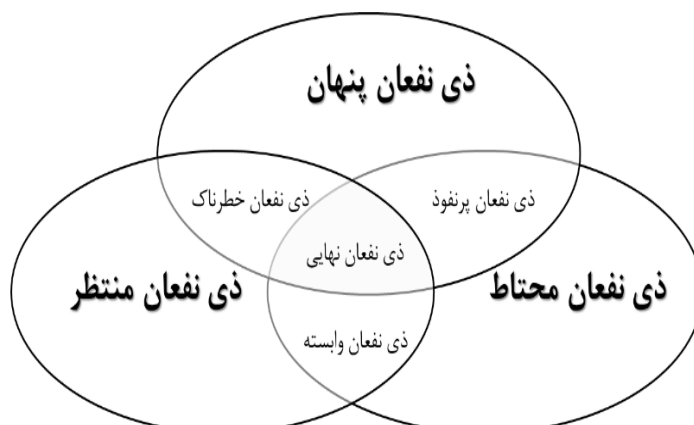 ذی نفعان پنهان
ذی نفعان خطرناک
ذی نفعان پرنفوذ
ذی نفعان نهایی
ذی نفعان محتاط
ذی نفعان منتظر
ذی نفعان وابسته